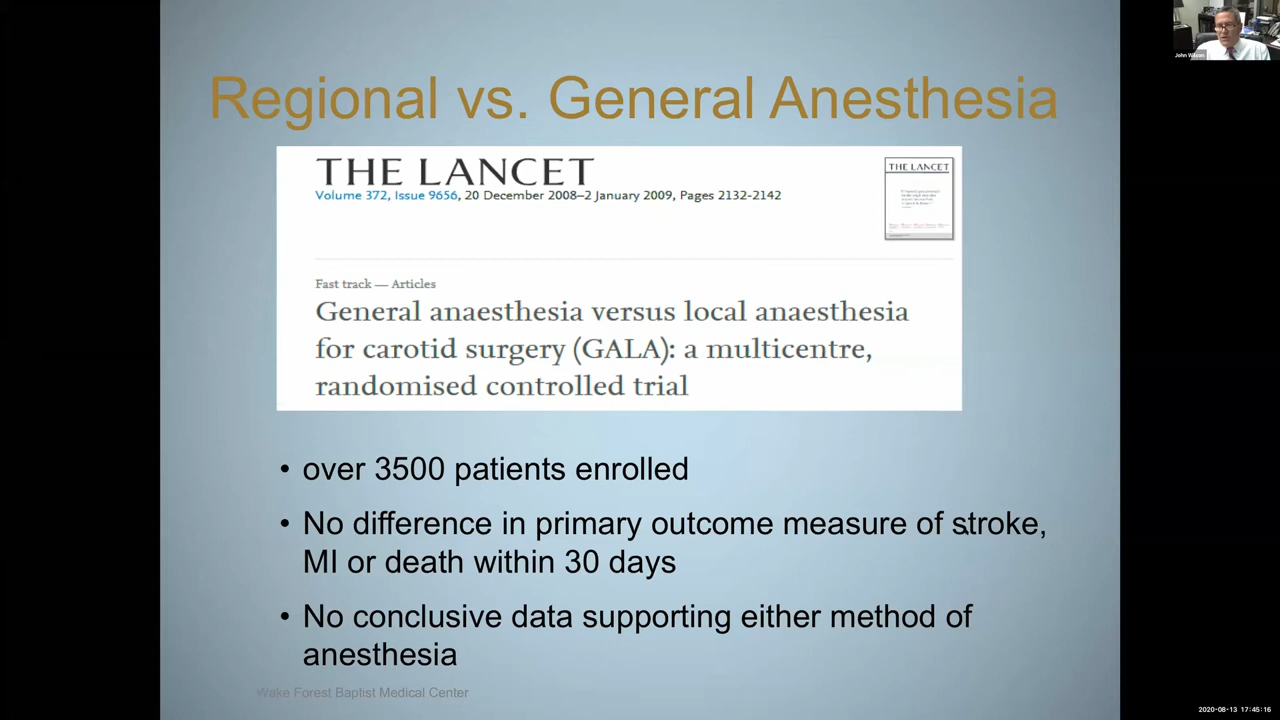 John Wilson
Regional vs. General Anesthesia
THE LANCET
Volume 372, Issue 9656, 20 December 2008–2 January 2009, Pages 2132-2142
THE LANCET
Fast track — Articles
General anaesthesia versus local anaesthesia
for carotid surgery (GALA): a multicentre,
randomised controlled trial
• over 3500 patients enrolled
• No difference in primary outcome measure of stroke,
MI or death within 30 days
• No conclusive data supporting either method of
anesthesia
Wake Forest Baptist Medical Center
2020-08-13 17:45:16